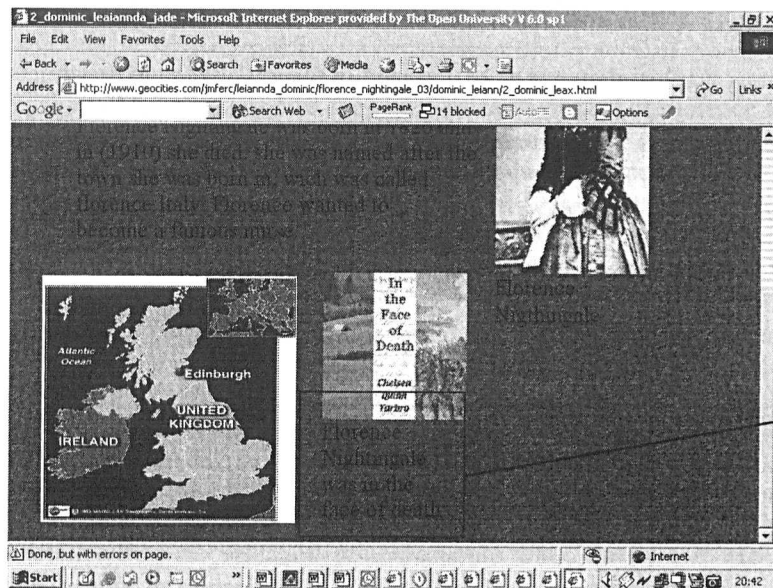 2_dominic_leaiannda_jade - Microsoft Internet Explorer provided by The Open University V 6.0 sp1
File Edit View Favorites Tools Help
Back Search Favorites Media
Address http://www.geocities.com/jmferc/leiannda_dominic/florence_nightingale_03/dominic_leiann/2_dominic_leax.html Go Links »
Google Search Web PageRank 14 blocked AutoFill Options
in (1910) she died. she was named after the
town she was born in, wich was called
florence Italy. Florence wanted to
become a famous nurse
Florence
Nigthingale
In
the
Face
of
Death
Chelsea
Quinn
Yarbro
Atlantic
Ocean
Edinburgh
UNITED
KINGDOM
IRELAND
Florence
Nightingale
was in the
face of death
Done, but with errors on page. Internet
Start » 20:42